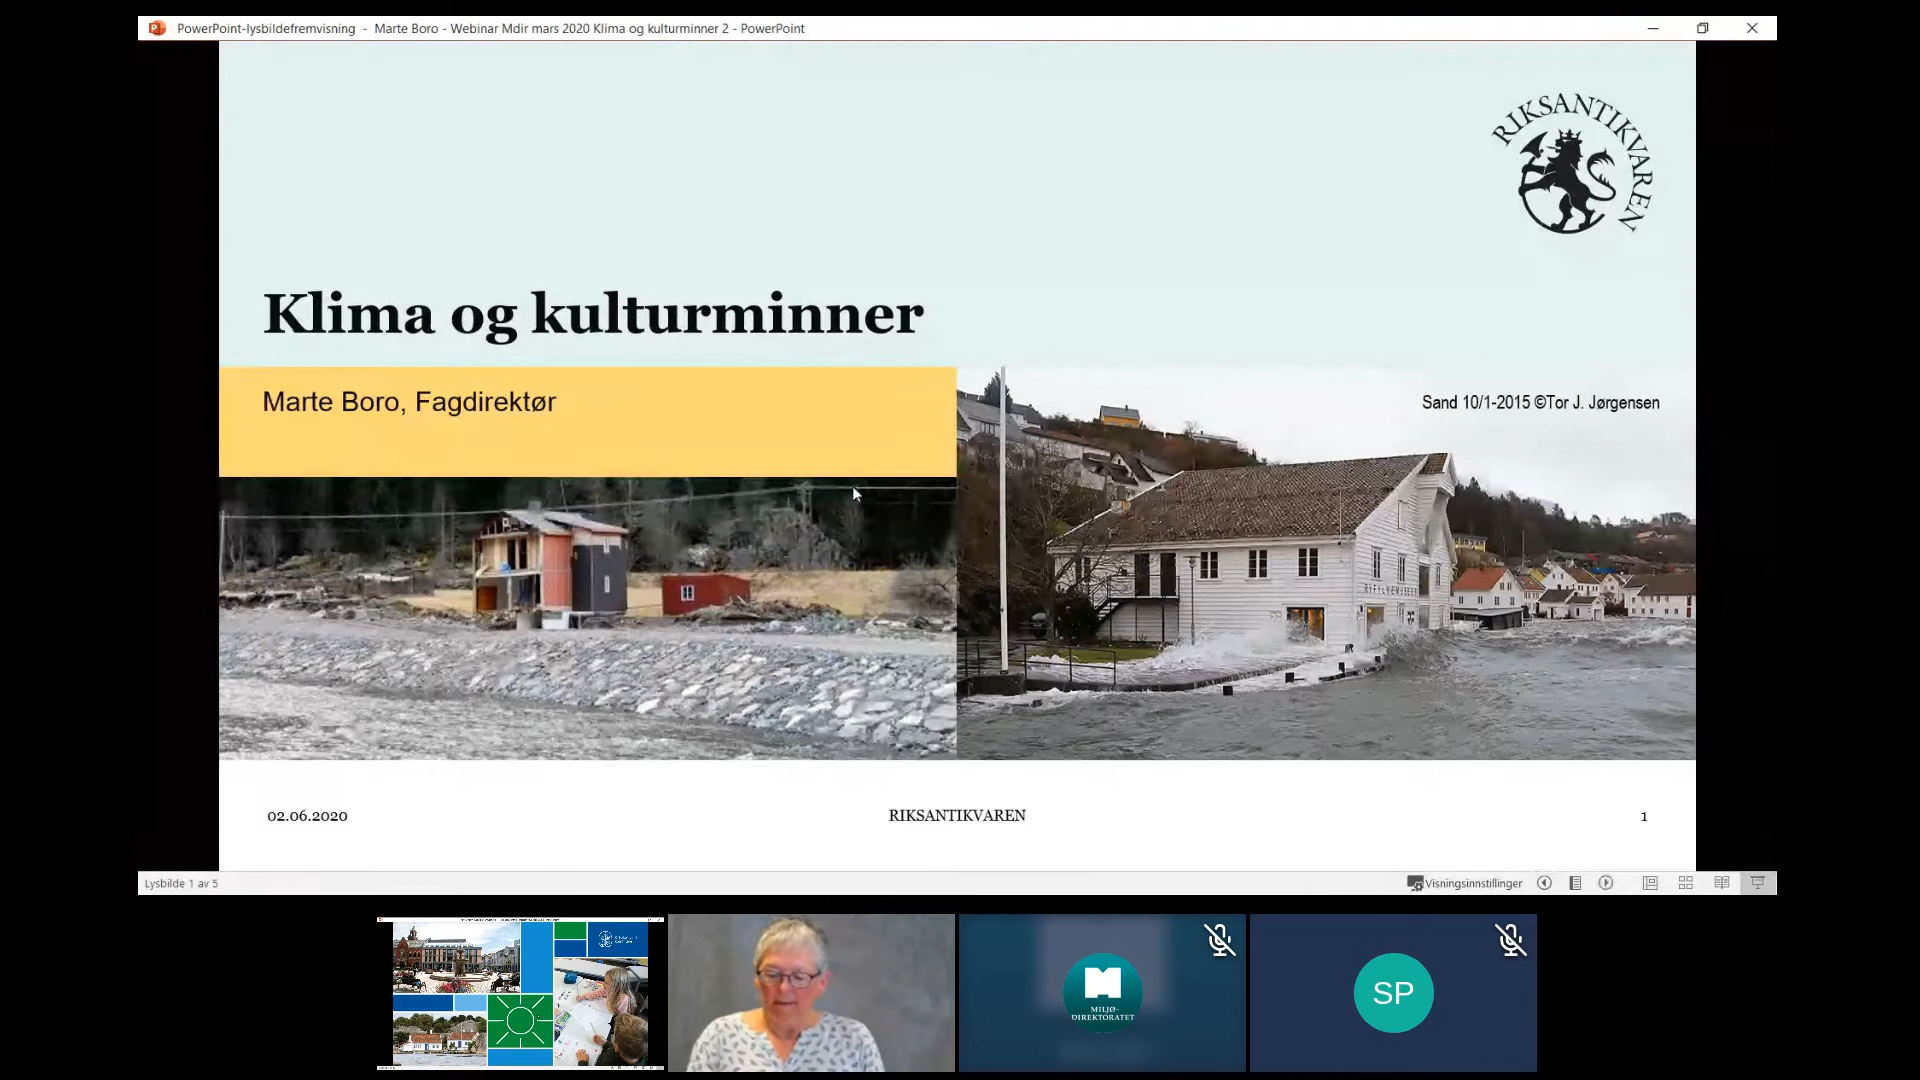 PowerPoint-lysbildefremvisning - Marte Boro - Webinar Mdir mars 2020 Klima og kulturminner 2 - PowerPoint
RIKSANTIKVAREN
Klima og kulturminner
Marte Boro, Fagdirektør
Sand 10/1-2015 ©Tor J. Jørgensen
02.06.2020
RIKSANTIKVAREN
1
Lysbilde 1 av 5
Visningsinnstillinger
MILJØ-
DIREKTORATET
SP